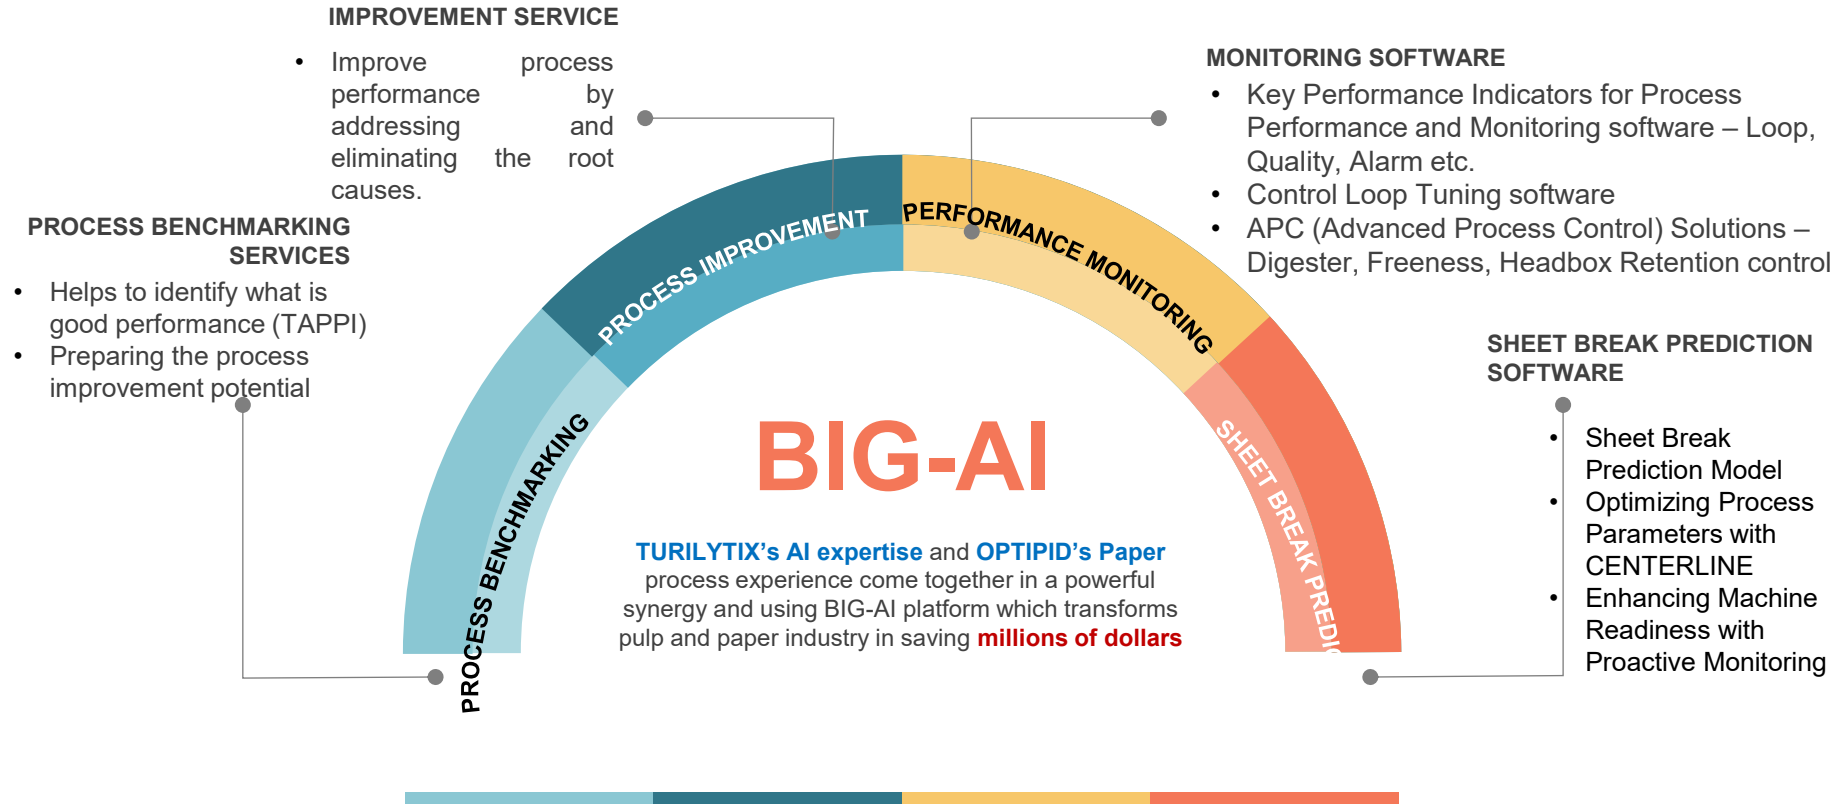 IMPROVEMENT SERVICE
• Improve process
performance by
addressing and
eliminating the root
causes.
PROCESS BENCHMARKING
SERVICES
• Helps to identify what is
good performance (TAPPI)
• Preparing the process
improvement potential
MONITORING SOFTWARE
• Key Performance Indicators for Process
Performance and Monitoring software – Loop,
Quality, Alarm etc.
• Control Loop Tuning software
• APC (Advanced Process Control) Solutions –
Digester, Freeness, Headbox Retention control
SHEET BREAK PREDICTION
SOFTWARE
• Sheet Break
Prediction Model
• Optimizing Process
Parameters with
CENTERLINE
• Enhancing Machine
Readiness with
Proactive Monitoring
PROCESS BENCHMARKING
PROCESS IMPROVEMENT
PERFORMANCE MONITORING
SHEET BREAK PREDIC
BIG-AI
TURILYTIX’s AI expertise and OPTIPID’s Paper
process experience come together in a powerful
synergy and using BIG-AI platform which transforms
pulp and paper industry in saving millions of dollars